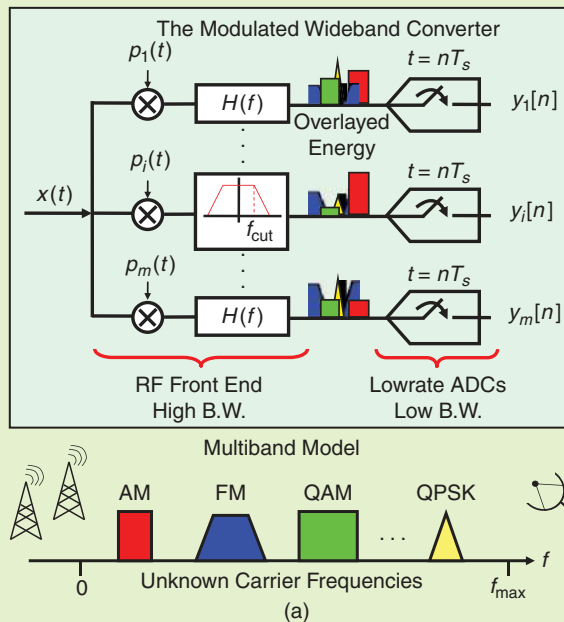 The Modulated Wideband Converter
p1(t)
H(f)
Overlayed
Energy
t = nTs
y1[n]
x(t)
pi(t)
fcut
t = nTs
yi[n]
pm(t)
H(f)
t = nTs
ym[n]
RF Front End
High B.W.
Lowrate ADCs
Low B.W.
Multiband Model
AM
FM
QAM
QPSK
. . .
f
0
Unknown Carrier Frequencies
fmax
(a)